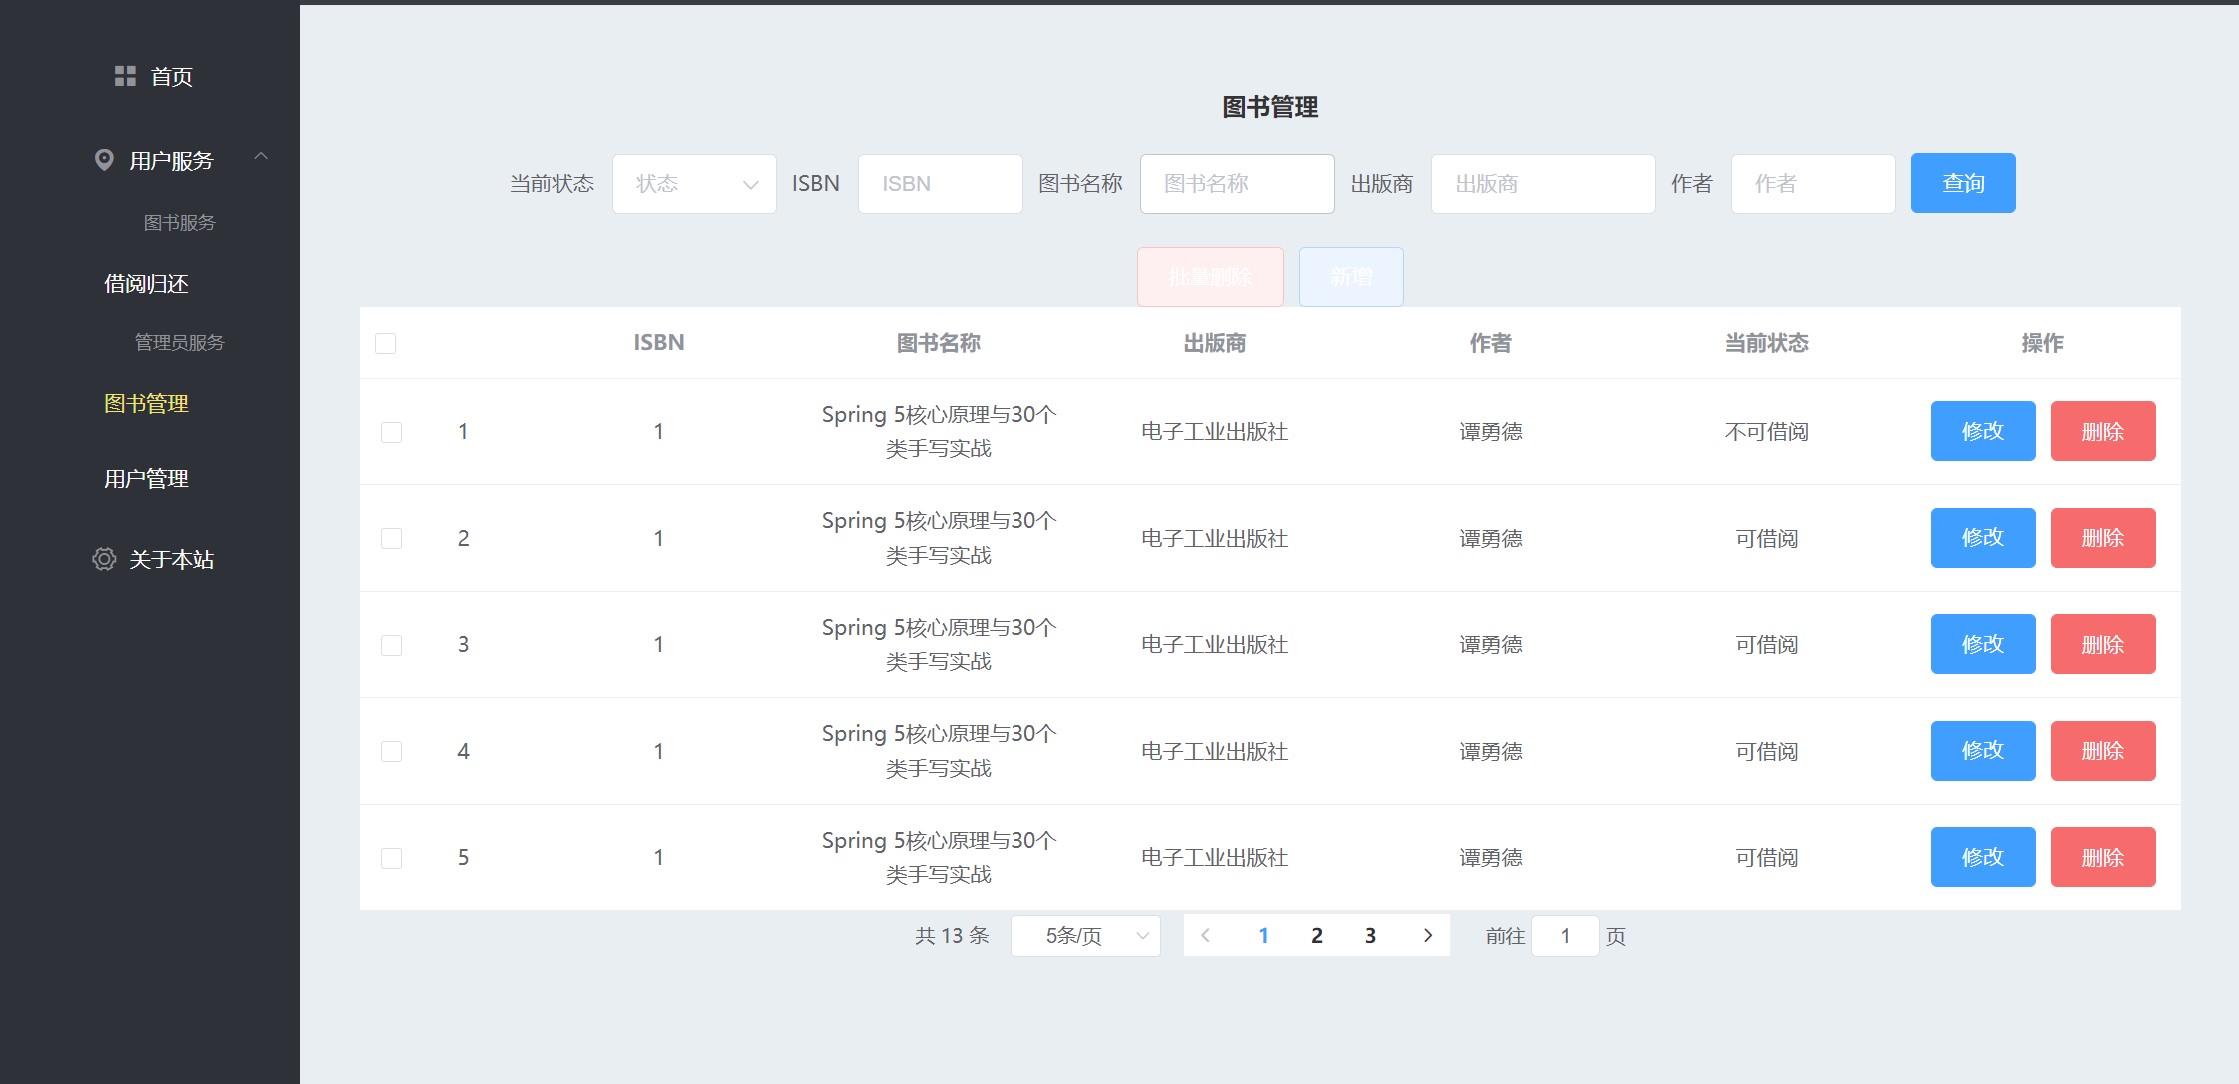 首页
用户服务
图书服务
借阅归还
管理员服务
图书管理
用户管理
关于本站
图书管理
当前状态 状态 ISBN ISBN 图书名称 图书名称 出版商 出版商 作者 作者 查询
批量删除 新增
ISBN 图书名称 出版商 作者 当前状态 操作
1 1 Spring 5核心原理与30个类手写实战 电子工业出版社 谭勇德 不可借阅 修改 删除
2 1 Spring 5核心原理与30个类手写实战 电子工业出版社 谭勇德 可借阅 修改 删除
3 1 Spring 5核心原理与30个类手写实战 电子工业出版社 谭勇德 可借阅 修改 删除
4 1 Spring 5核心原理与30个类手写实战 电子工业出版社 谭勇德 可借阅 修改 删除
5 1 Spring 5核心原理与30个类手写实战 电子工业出版社 谭勇德 可借阅 修改 删除
共 13 条 5条/页 1 2 3 前往 1 页